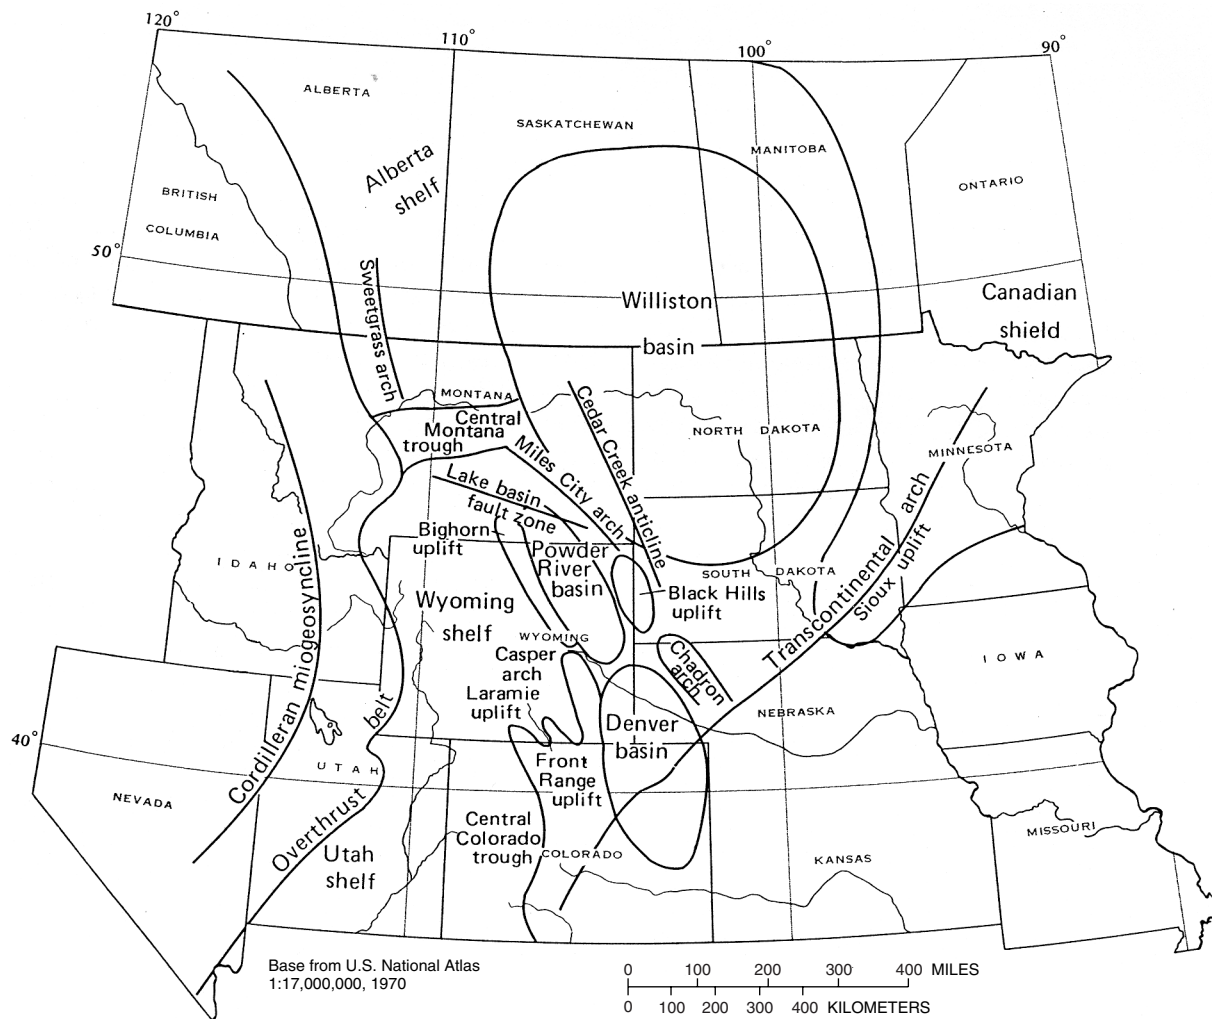 120°
110°
100°
90°
ALBERTA
SASKATCHEWAN
MANITOBA
ONTARIO
Alberta
shelf
BRITISH
COLUMBIA
50°
Sweetgrass arch
Williston
basin
Canadian
shield
MONTANA
Central
Montana
trough
Cedar Creek anticline
NORTH DAKOTA
MINNESOTA
Miles City arch
Lake basin
fault zone
Bighorn
uplift
Powder
River
basin
SOUTH DAKOTA
Black Hills
uplift
Transcontinental arch
Sioux uplift
IDAHO
Cordilleran miogeosyncline
Wyoming
shelf
WYOMING
Casper
arch
Laramie
uplift
Chadron
arch
IOWA
NEBRASKA
Denver
basin
Overthrust belt
40°
UTAH
NEVADA
Front
Range
uplift
Central
Colorado
trough
COLORADO
KANSAS
MISSOURI
Utah
shelf
Base from U.S. National Atlas
1:17,000,000, 1970
0 100 200 300 400 MILES
0 100 200 300 400 KILOMETERS